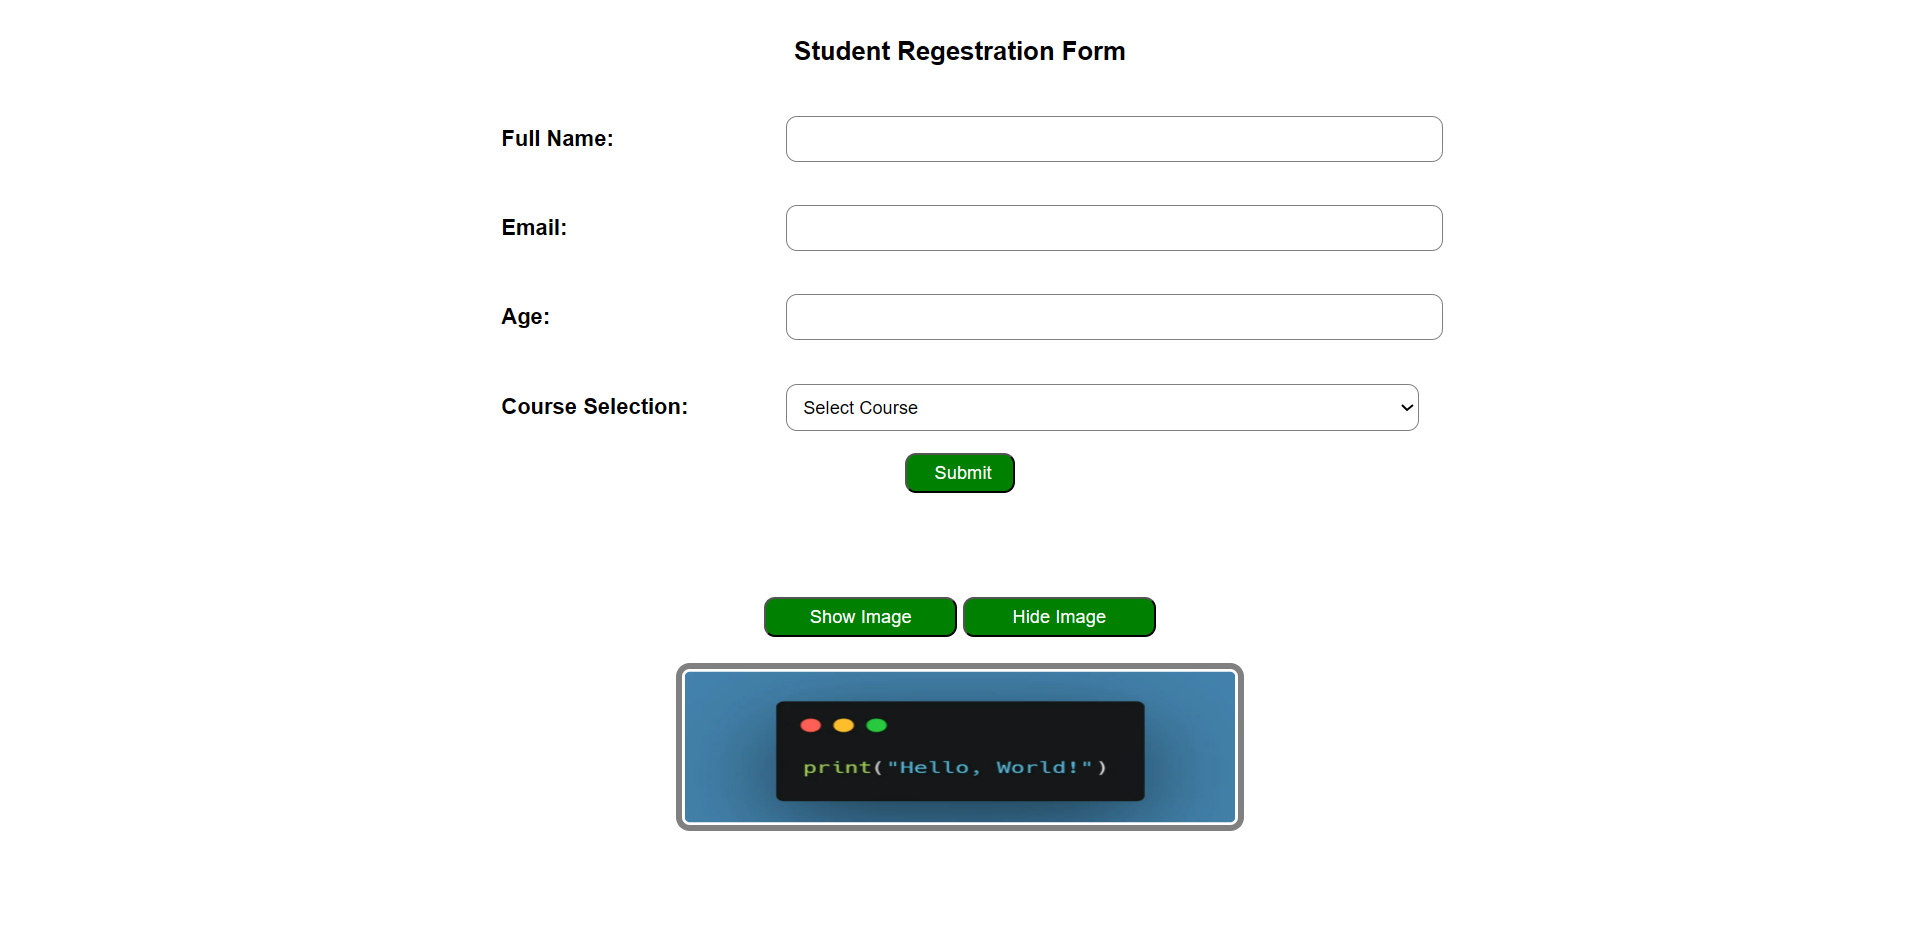 Student Regestration Form
Full Name:
Email:
Age:
Course Selection: Select Course
Submit
Show Image Hide Image
print("Hello, World!")